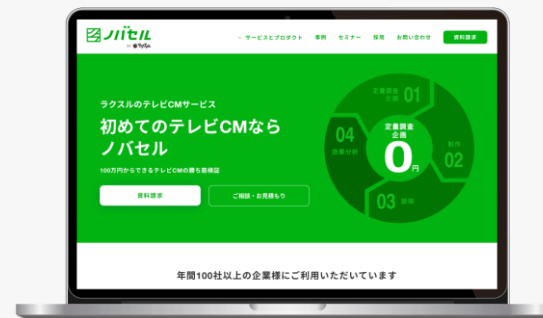 ノバセル
by ラクスル
サービスとプロダクト 事例 セミナー 採用 お問い合わせ 資料請求
ラクスルのテレビCMサービス
初めてのテレビCMなら
ノバセル
100万円からできるテレビCMの勝ち筋検証
資料請求 ご相談・お見積もり
定量調査
企画 01
制作
02
03 放映
04
効果分析
定量調査
企画
0円
年間100社以上の企業様にご利用いただいています